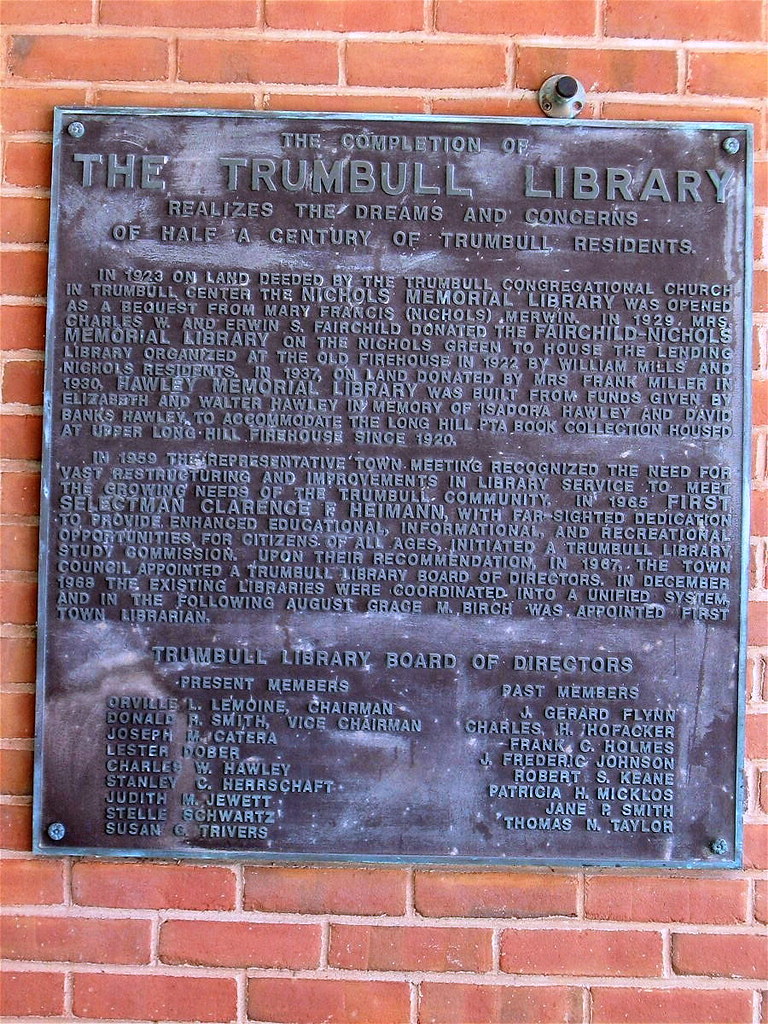 THE COMPLETION OF
THE TRUMBULL LIBRARY
REALIZES THE DREAMS AND CONCERNS
OF HALF A CENTURY OF TRUMBULL RESIDENTS.
IN 1923 ON LAND DEEDED BY THE TRUMBULL CONGREGATIONAL CHURCH
IN TRUMBULL CENTER THE NICHOLS MEMORIAL LIBRARY WAS OPENED
AS A BEQUEST FROM MARY FRANCIS (NICHOLS) MERWIN. IN 1929, MRS.
CHARLES W. AND ERWIN S. FAIRCHILD DONATED THE FAIRCHILD-NICHOLS
MEMORIAL LIBRARY ON THE NICHOLS GREEN TO HOUSE THE LENDING
LIBRARY ORGANIZED AT THE OLD FIREHOUSE IN 1922 BY WILLIAM MILLS AND
NICHOLS RESIDENTS. IN 1937, ON LAND DONATED BY MRS FRANK MILLER IN
1930, HAWLEY MEMORIAL LIBRARY WAS BUILT FROM FUNDS GIVEN BY
ELIZABETH AND WALTER HAWLEY IN MEMORY OF ISADORA HAWLEY AND DAVID
BANKS HAWLEY, TO ACCOMMODATE THE LONG HILL PTA BOOK COLLECTION HOUSED
AT UPPER LONG HILL FIREHOUSE SINCE 1920.
IN 1959 THE REPRESENTATIVE TOWN MEETING RECOGNIZED THE NEED FOR
VAST RESTRUCTURING AND IMPROVEMENTS IN LIBRARY SERVICE TO MEET
THE GROWING NEEDS OF THE TRUMBULL COMMUNITY. IN 1965 FIRST
SELECTMAN CLARENCE F. HEIMANN, WITH FAR-SIGHTED DEDICATION
TO PROVIDE ENHANCED EDUCATIONAL, INFORMATIONAL, AND RECREATIONAL
OPPORTUNITIES FOR CITIZENS OF ALL AGES, INITIATED A TRUMBULL LIBRARY
STUDY COMMISSION. UPON THEIR RECOMMENDATION, IN 1967, THE TOWN
COUNCIL APPOINTED A TRUMBULL LIBRARY BOARD OF DIRECTORS. IN DECEMBER
1968 THE EXISTING LIBRARIES WERE COORDINATED INTO A UNIFIED SYSTEM,
AND IN THE FOLLOWING AUGUST GRACE M. BIRCH WAS APPOINTED FIRST
TOWN LIBRARIAN.
TRUMBULL LIBRARY BOARD OF DIRECTORS
PRESENT MEMBERS
ORVILLE L. LEMOINE, CHAIRMAN
DONALD R. SMITH, VICE CHAIRMAN
JOSEPH M. CATERA
LESTER DOBER
CHARLES W. HAWLEY
STANLEY C. HERRSCHAFT
JUDITH M. JEWETT
STELLE SCHWARTZ
SUSAN G. TRIVERS
PAST MEMBERS
J. GERARD FLYNN
CHARLES H. HOFACKER
FRANK C. HOLMES
J. FREDERIC JOHNSON
ROBERT S. KEANE
PATRICIA H. MICKLOS
JANE P. SMITH
THOMAS N. TAYLOR